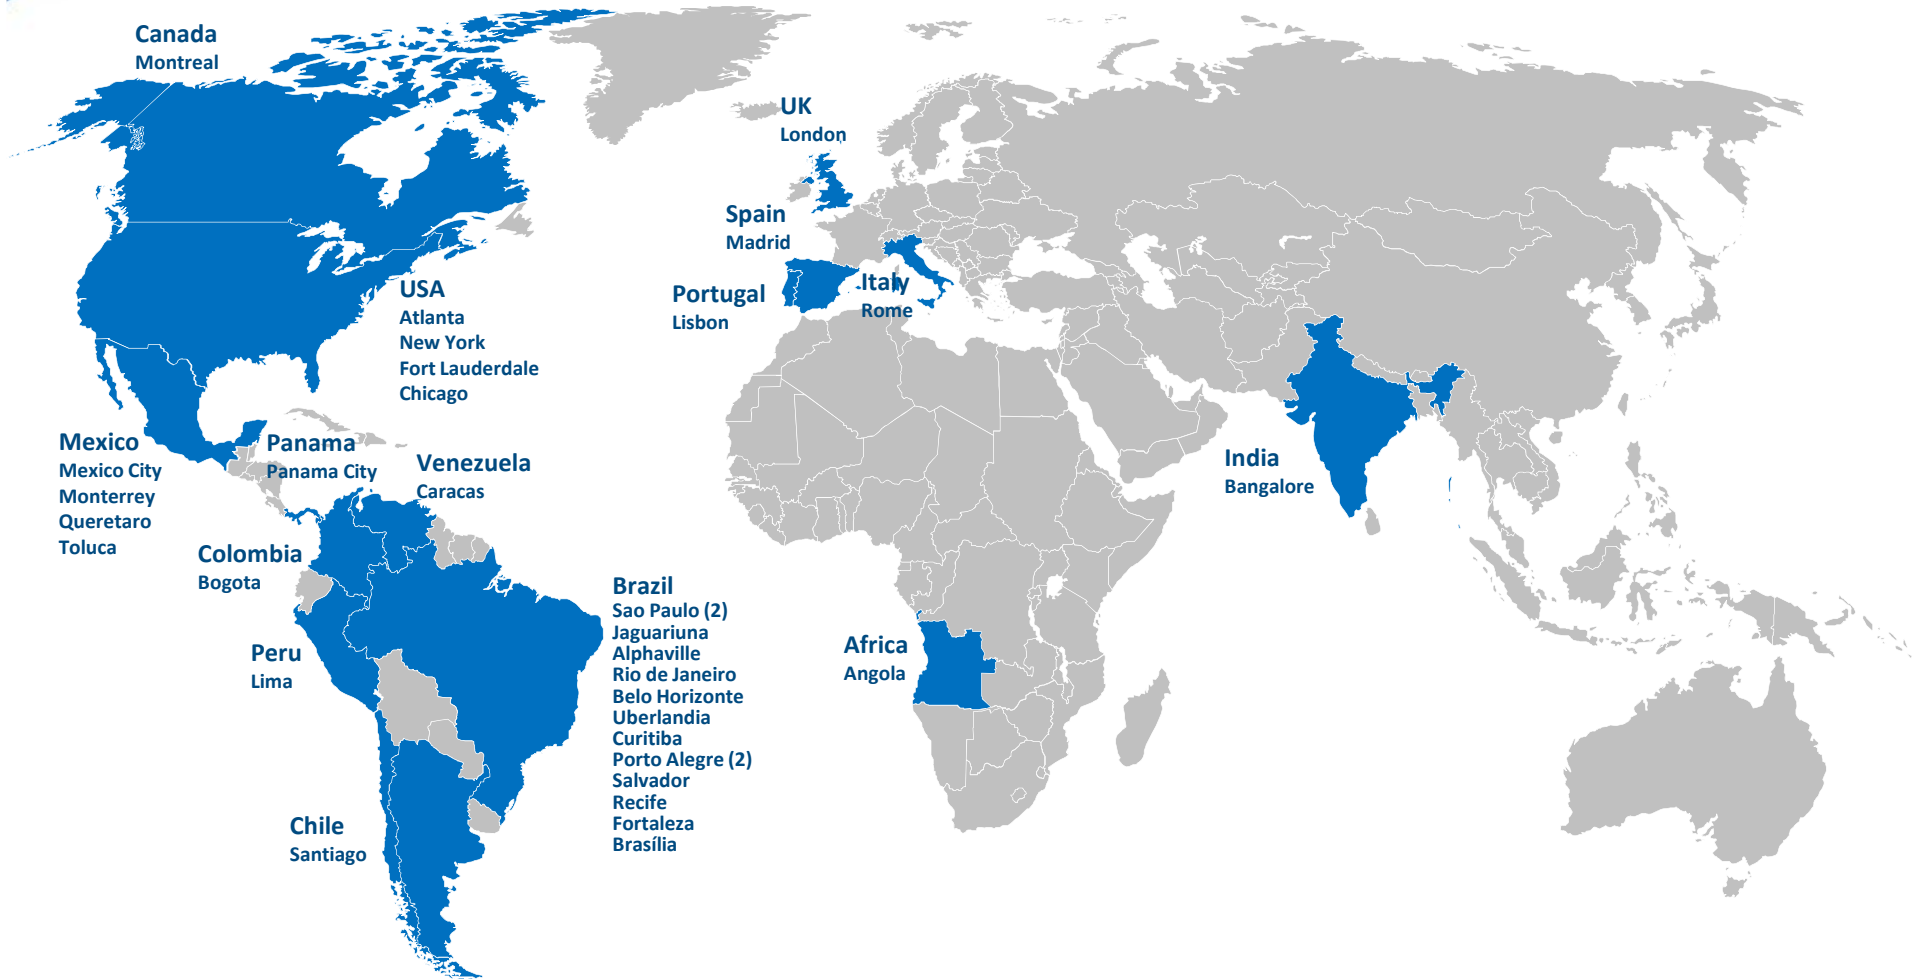 Canada
Montreal
UK
London
Spain
Madrid
Portugal
Lisbon
Italy
Rome
USA
Atlanta
New York
Fort Lauderdale
Chicago
Mexico
Mexico City
Monterrey
Queretaro
Toluca
Panama
Panama City
Venezuela
Caracas
India
Bangalore
Colombia
Bogota
Brazil
Sao Paulo (2)
Jaguariuna
Alphaville
Rio de Janeiro
Belo Horizonte
Uberlandia
Curitiba
Porto Alegre (2)
Salvador
Recife
Fortaleza
Brasília
Peru
Lima
Africa
Angola
Chile
Santiago